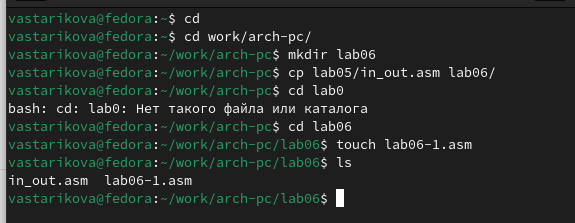 vastarikova@fedora:~$ cd
vastarikova@fedora:~$ cd work/arch-pc/
vastarikova@fedora:~/work/arch-pc$ mkdir lab06
vastarikova@fedora:~/work/arch-pc$ cp lab05/in_out.asm lab06/
vastarikova@fedora:~/work/arch-pc$ cd lab0
bash: cd: lab0: Нет такого файла или каталога
vastarikova@fedora:~/work/arch-pc$ cd lab06
vastarikova@fedora:~/work/arch-pc/lab06$ touch lab06-1.asm
vastarikova@fedora:~/work/arch-pc/lab06$ ls
in_out.asm  lab06-1.asm
vastarikova@fedora:~/work/arch-pc/lab06$